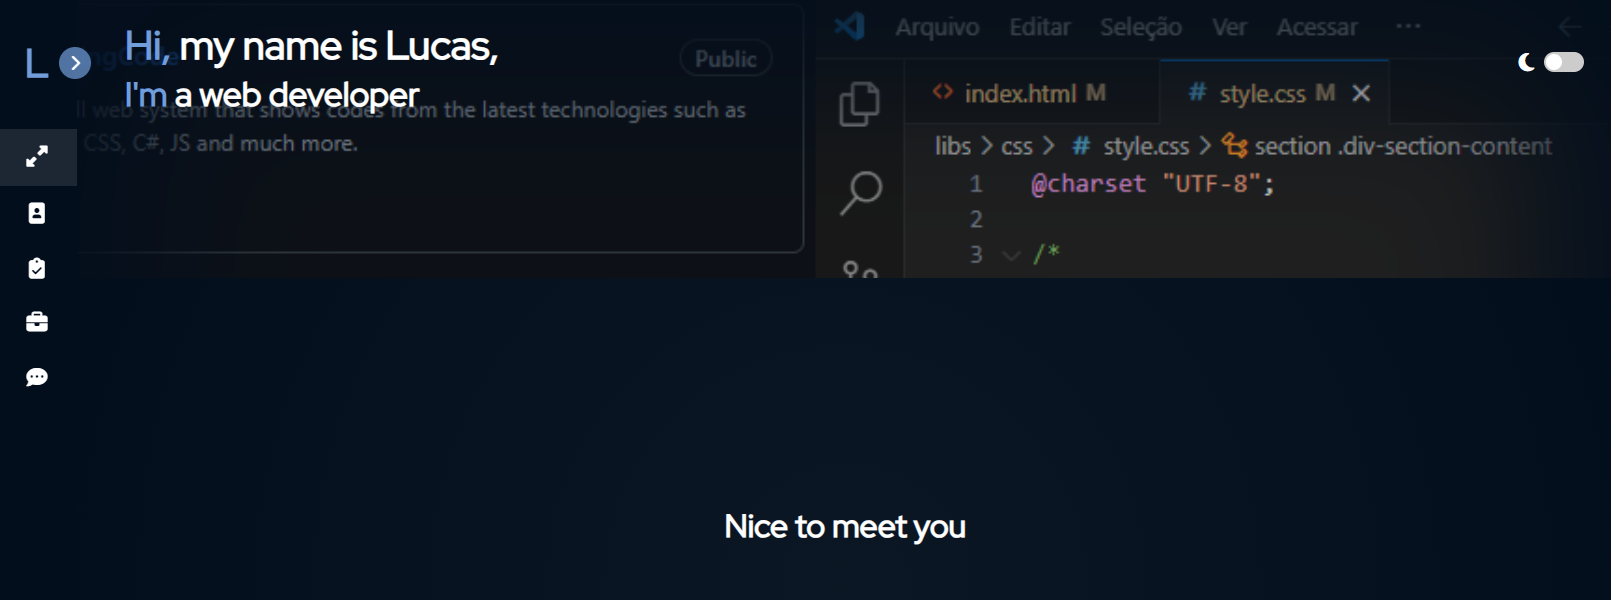 L
Hi, my name is Lucas,
I'm a web developer
Public
web system that shows codes from the latest technologies such as
CSS, C#, JS and much more.
Arquivo Editar Seleção Ver Acessar ···
<> index.html M # style.css M ×
libs > css > # style.css > section .div-section-content
1 @charset "UTF-8";
2
3 /*
Nice to meet you